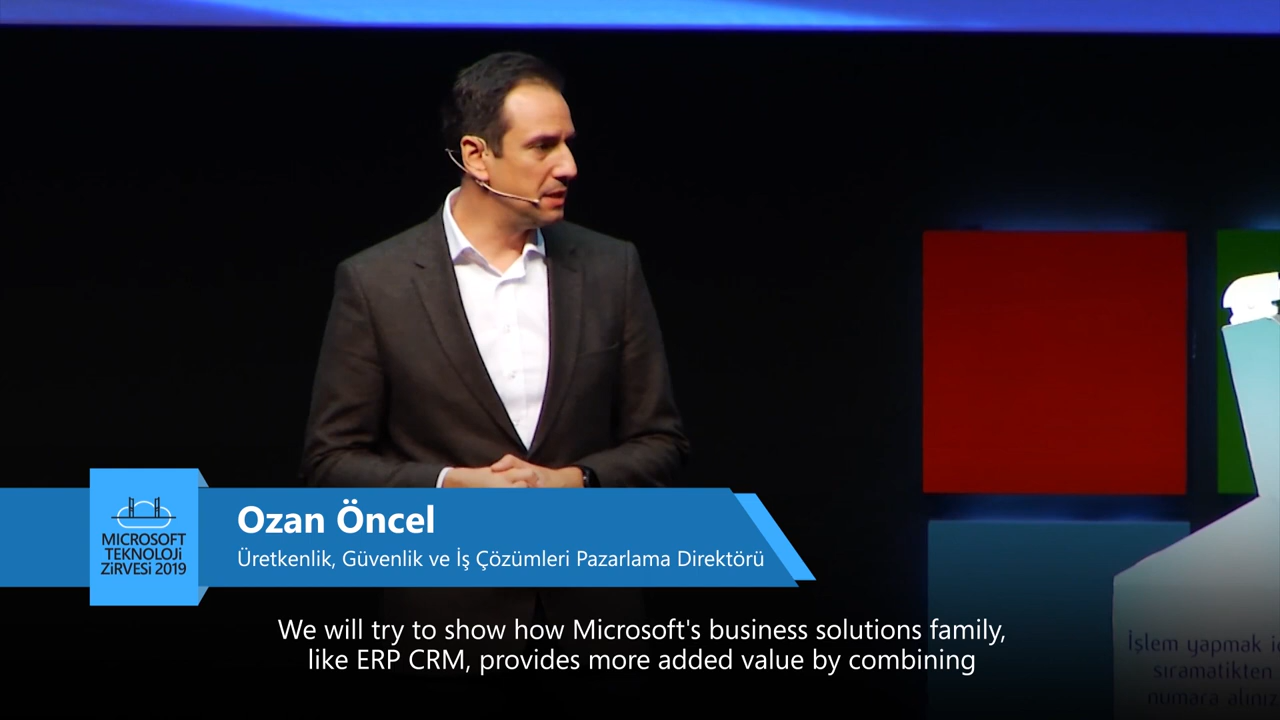 Ozan Öncel
Üretkenlik, Güvenlik ve İş Çözümleri Pazarlama Direktörü
MICROSOFT
TEKNOLOJİ
ZİRVESİ 2019
We will try to show how Microsoft's business solutions family,
like ERP CRM, provides more added value by combining
İşlem yapmak
sıramatikten
numara alınız